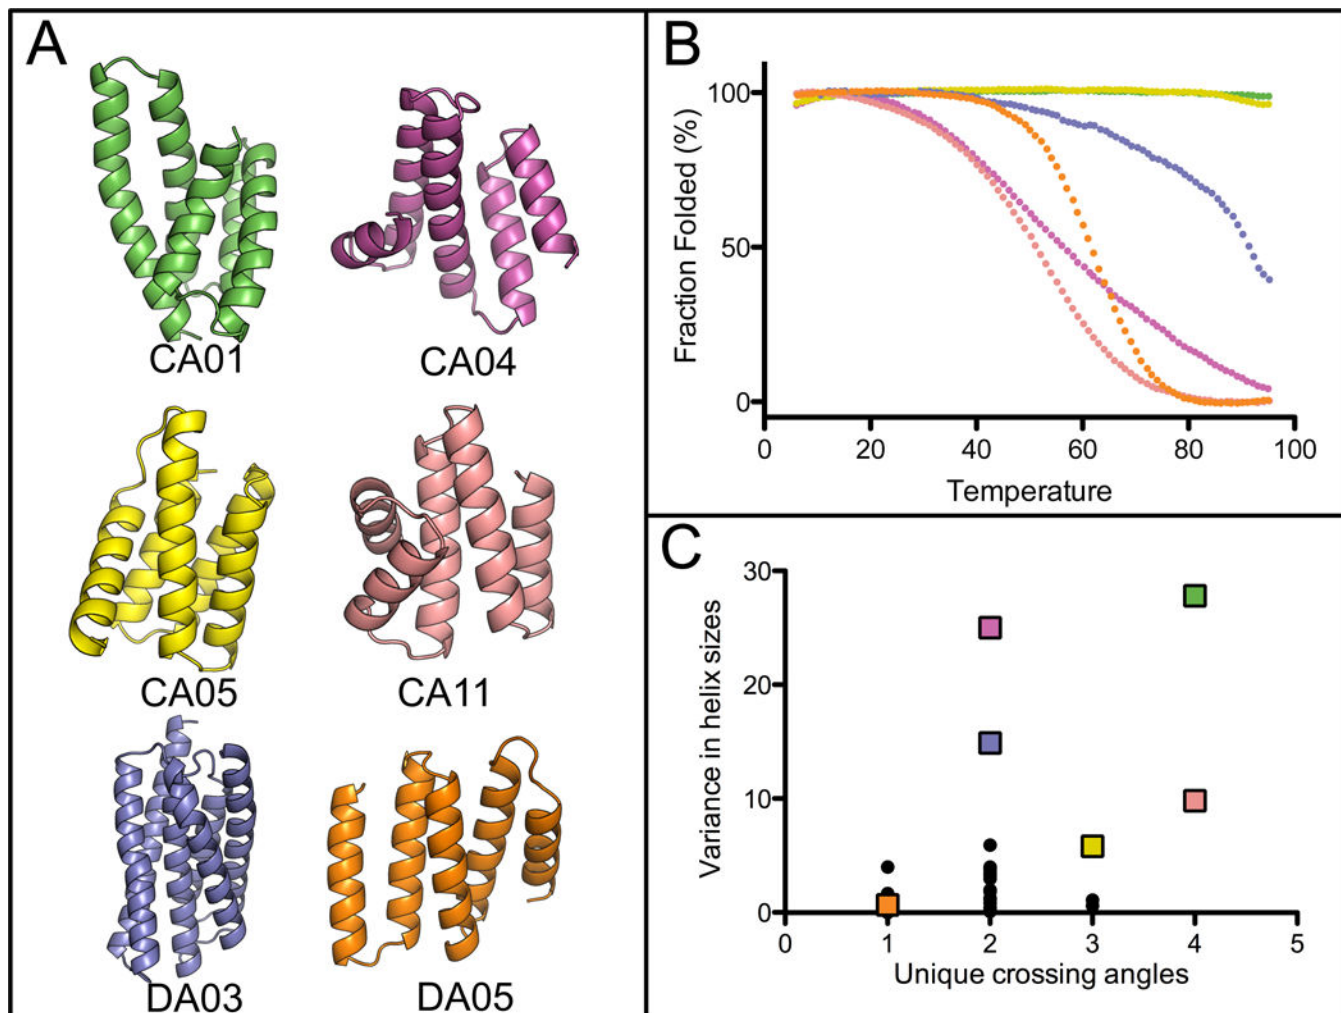 A
CA01
CA04
CA05
CA11
DA03
DA05
B
Fraction Folded (%)
100
50
0
0 20 40 60 80 100
Temperature
C
Variance in helix sizes
30
20
10
0
0 1 2 3 4 5
Unique crossing angles